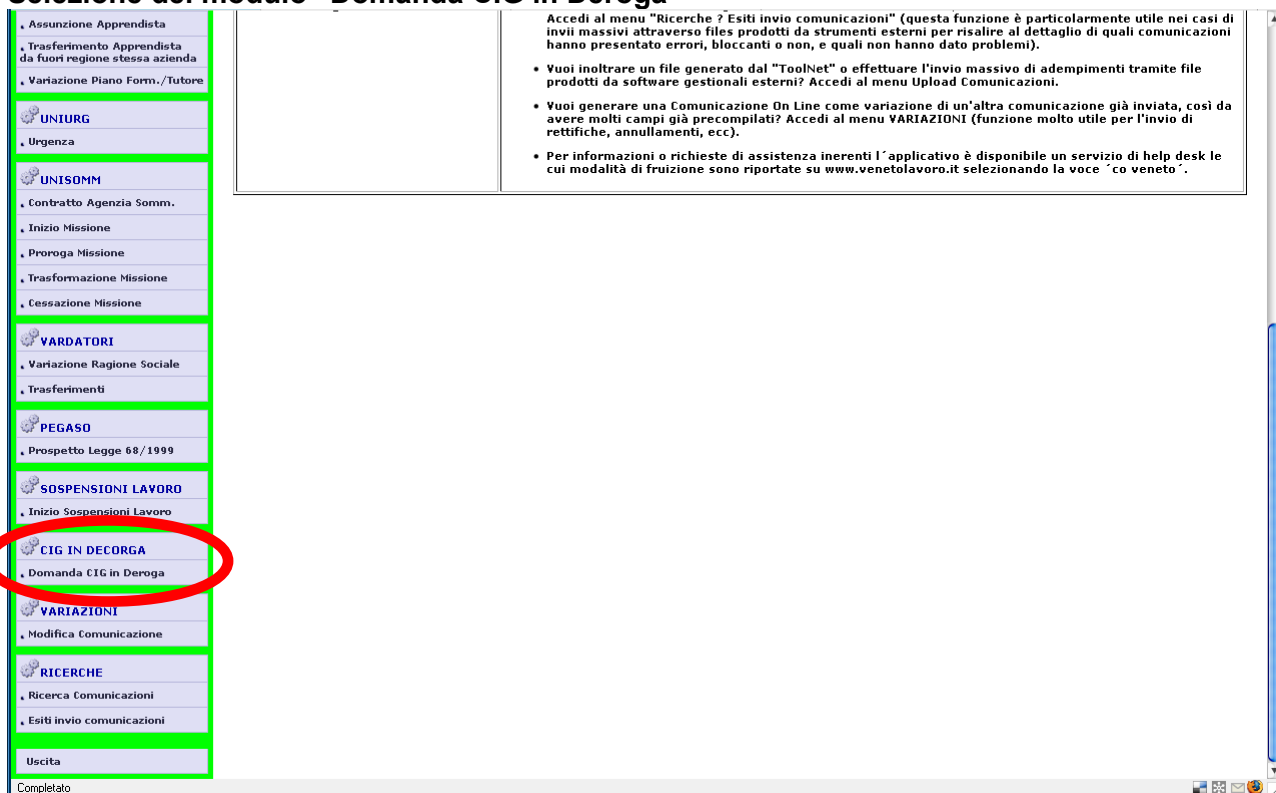 Selezione del modulo "Domanda CIG in Deroga"
Assunzione Apprendista
Trasferimento Apprendista
da fuori regione stessa azienda
Variazione Piano Form./Tutore
UNIURG
Urgenza
UNISOMM
Contratto Agenzia Somm.
Inizio Missione
Proroga Missione
Trasformazione Missione
Cessazione Missione
VARDATORI
Variazione Ragione Sociale
Trasferimenti
PEGASO
Prospetto Legge 68/1999
SOSPENSIONI LAVORO
Inizio Sospensioni Lavoro
CIG IN DECORGA
Domanda CIG in Deroga
VARIAZIONI
Modifica Comunicazione
RICERCHE
Ricerca Comunicazioni
Esiti invio comunicazioni
Uscita
Accedi al menu "Ricerche ? Esiti invio comunicazioni" (questa funzione è particolarmente utile nei casi di
invii massivi attraverso files prodotti da strumenti esterni per risalire al dettaglio di quali comunicazioni
hanno presentato errori, bloccanti o non, e quali non hanno dato problemi).
• Vuoi inoltrare un file generato dal "ToolNet" o effettuare l'invio massivo di adempimenti tramite file
prodotti da software gestionali esterni? Accedi al menu Upload Comunicazioni.
• Vuoi generare una Comunicazione On Line come variazione di un'altra comunicazione già inviata, così da
avere molti campi già precompilati? Accedi al menu VARIAZIONI (funzione molto utile per l'invio di
rettifiche, annullamenti, ecc).
• Per informazioni o richieste di assistenza inerenti l´applicativo è disponibile un servizio di help desk le
cui modalità di fruizione sono riportate su www.venetolavoro.it selezionando la voce ´co veneto´.
Completato